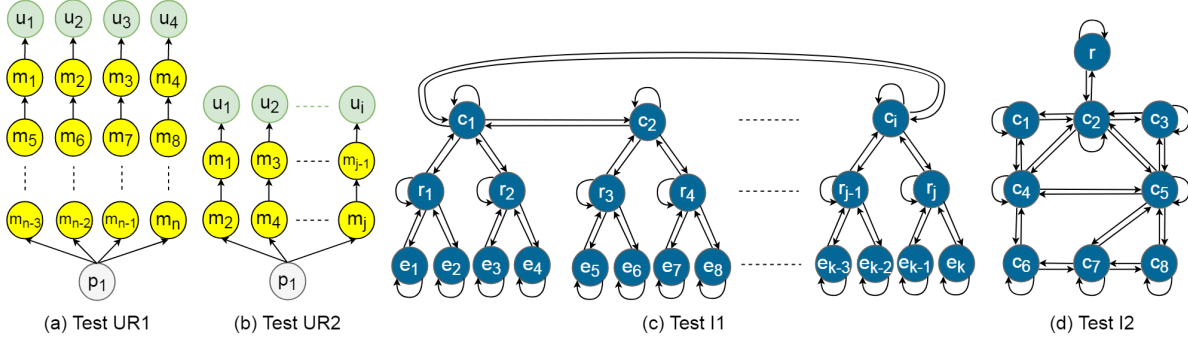 u1 u2 u3 u4
m1 m2 m3 m4
m5 m6 m7 m8
mn-3 mn-2 mn-1 mn
p1
(a) Test UR1
u1 u2 ui
m1 m3 mj-1
m2 m4 mj
p1
(b) Test UR2
c1 c2 ci
r1 r2 r3 r4 rj-1 rj
e1 e2 e3 e4 e5 e6 e7 e8 ek-3 ek-2 ek-1 ek
(c) Test I1
r
c1 c2 c3
c4 c5
c6 c7 c8
(d) Test I2